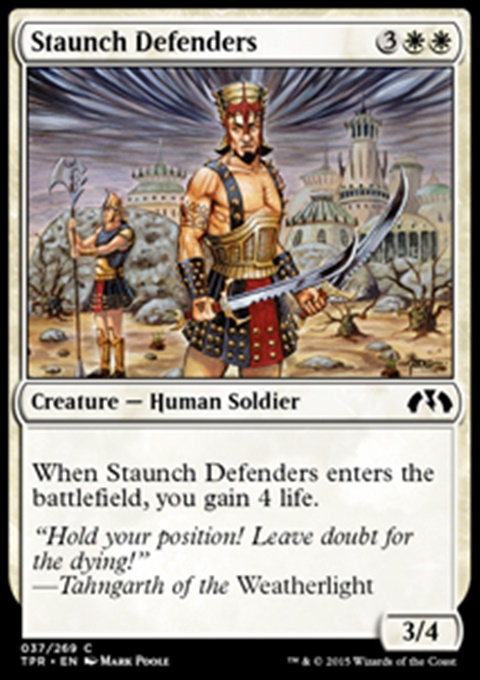 Staunch Defenders 3
Creature — Human Soldier
When Staunch Defenders enters the
battlefield, you gain 4 life.
“Hold your position! Leave doubt for
the dying!”
—Tahngarth of the Weatherlight
3/4
037/269 C
TPR • EN Mark Poole
™ & © 2015 Wizards of the Coast